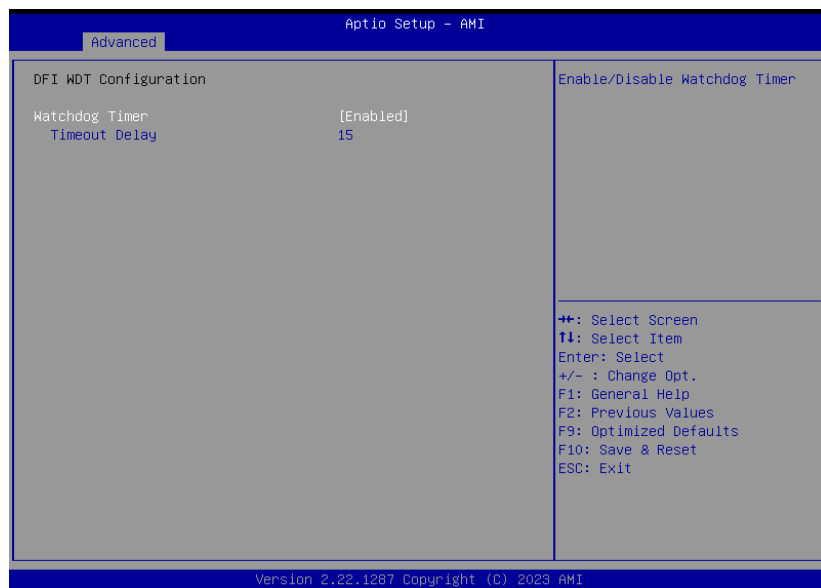 Aptio Setup – AMI
Advanced
DFI WDT Configuration
Watchdog Timer [Enabled]
Timeout Delay 15
Enable/Disable Watchdog Timer
→←: Select Screen
↑↓: Select Item
Enter: Select
+/– : Change Opt.
F1: General Help
F2: Previous Values
F9: Optimized Defaults
F10: Save & Reset
ESC: Exit
Version 2.22.1287 Copyright (C) 2023 AMI